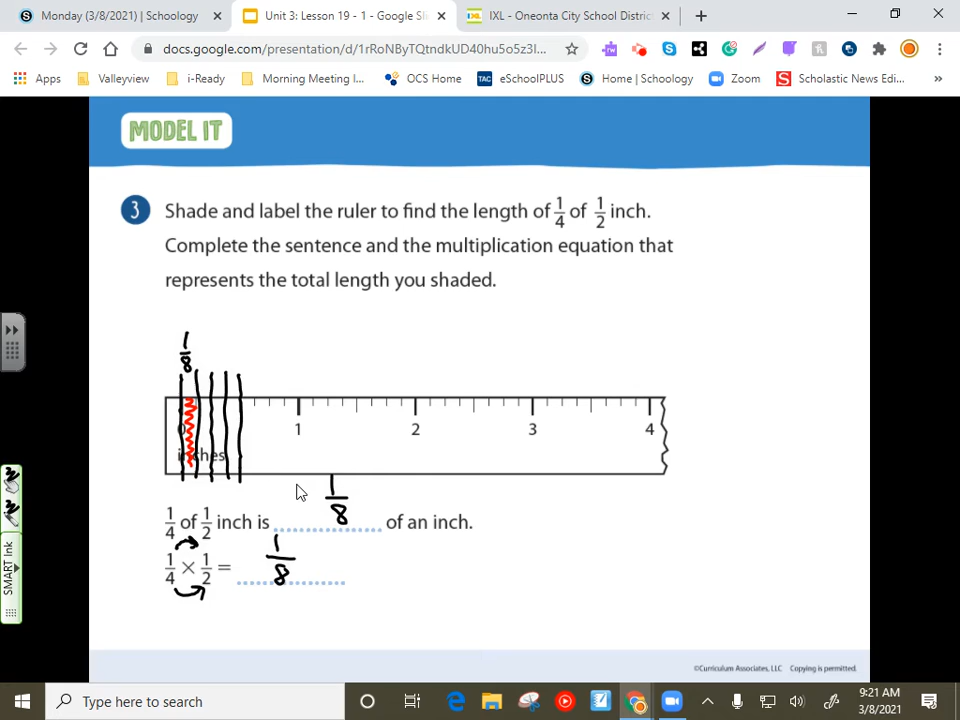 Monday (3/8/2021) | Schoology
Unit 3: Lesson 19 - 1 - Google Sli
IXL - Oneonta City School District
docs.google.com/presentation/d/1rRoNByTQtndkUD40hu5o5z3l...
Apps
Valleyview
i-Ready
Morning Meeting I...
OCS Home
TAC eSchoolPLUS
Home | Schoology
Zoom
Scholastic News Edi...
MODEL IT
3 Shade and label the ruler to find the length of 1/4 of 1/2 inch.
Complete the sentence and the multiplication equation that
represents the total length you shaded.
1/8
1 2 3 4
inches
1/8
1/4 of 1/2 inch is .................. of an inch.
1/4 × 1/2 = 1/8
SMART Ink
©Curriculum Associates, LLC Copying is permitted.
Type here to search
9:21 AM
3/8/2021